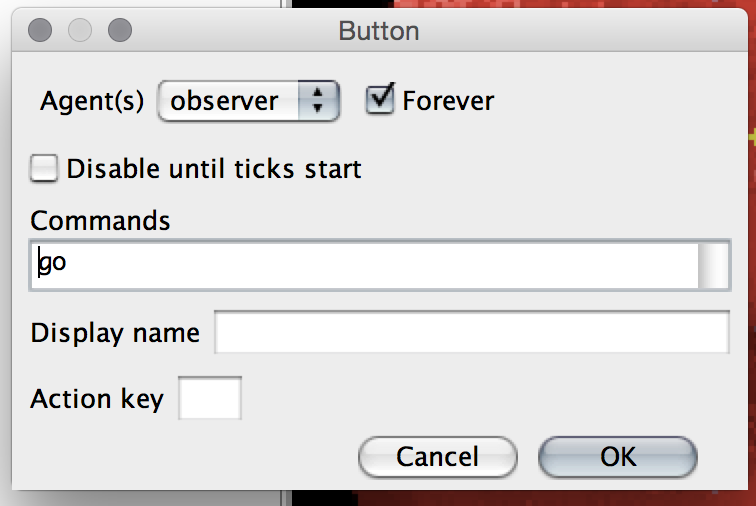 Button
Agent(s) observer Forever
Disable until ticks start
Commands
go
Display name
Action key
Cancel OK